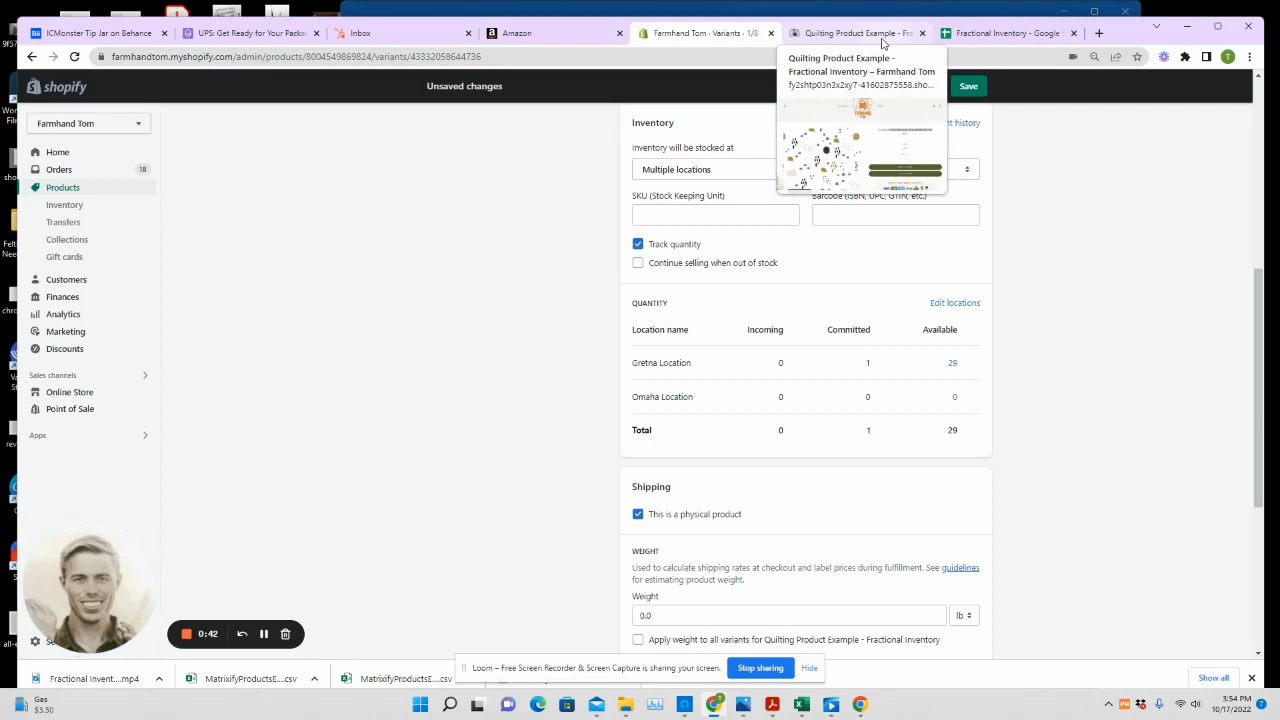 ICMonster Tip Jar on Behance
UPS: Get Ready for Your Packa
Inbox
Amazon
Farmhand Tom · Variants · 1/8
Quilting Product Example - Fra
Fractional Inventory - Google
farmhandtom.myshopify.com/admin/products/8004549869824/variants/43332058644736
T
Quilting Product Example -
Fractional Inventory – Farmhand Tom
fy2shtp03n3x2xy7-41602875558.sho...
shopify
Unsaved changes
Save
Farmhand Tom
Home
Orders
18
Products
Inventory
Transfers
Collections
Gift cards
Customers
Finances
Analytics
Marketing
Discounts
Sales channels
Online Store
Point of Sale
Apps
Inventory
nt history
Inventory will be stocked at
Multiple locations
SKU (Stock Keeping Unit)
Barcode (ISBN, UPC, GTIN, etc.)
Track quantity
Continue selling when out of stock
QUANTITY
Edit locations
Location name
Incoming
Committed
Available
Gretna Location
0
1
29
Omaha Location
0
0
0
Total
0
1
29
Shipping
This is a physical product
WEIGHT
Used to calculate shipping rates at checkout and label prices during fulfillment. See guidelines
for estimating product weight.
Weight
0.0
lb
Apply weight to all variants for Quilting Product Example - Fractional Inventory
0:42
Loom – Free Screen Recorder & Screen Capture is sharing your screen.
Stop sharing
Hide
Fractional Invent....mp4
MatrixifyProductsE....csv
MatrixifyProductsE....csv
Show all
Gas
$3.50
3:54 PM
10/17/2022